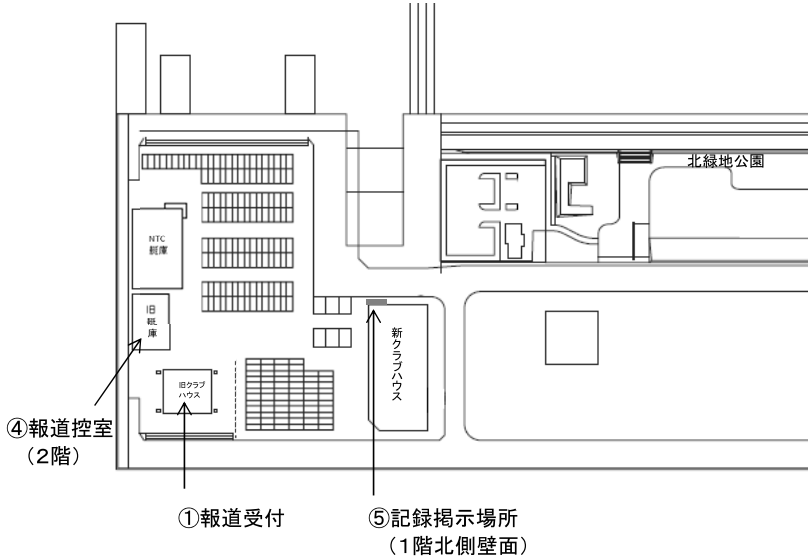 北緑地公園
NTC
艇庫
旧
艇
庫
新クラブハウス
旧クラブ
ハウス
④報道控室
(2階)
①報道受付
⑤記録掲示場所
(1階北側壁面)